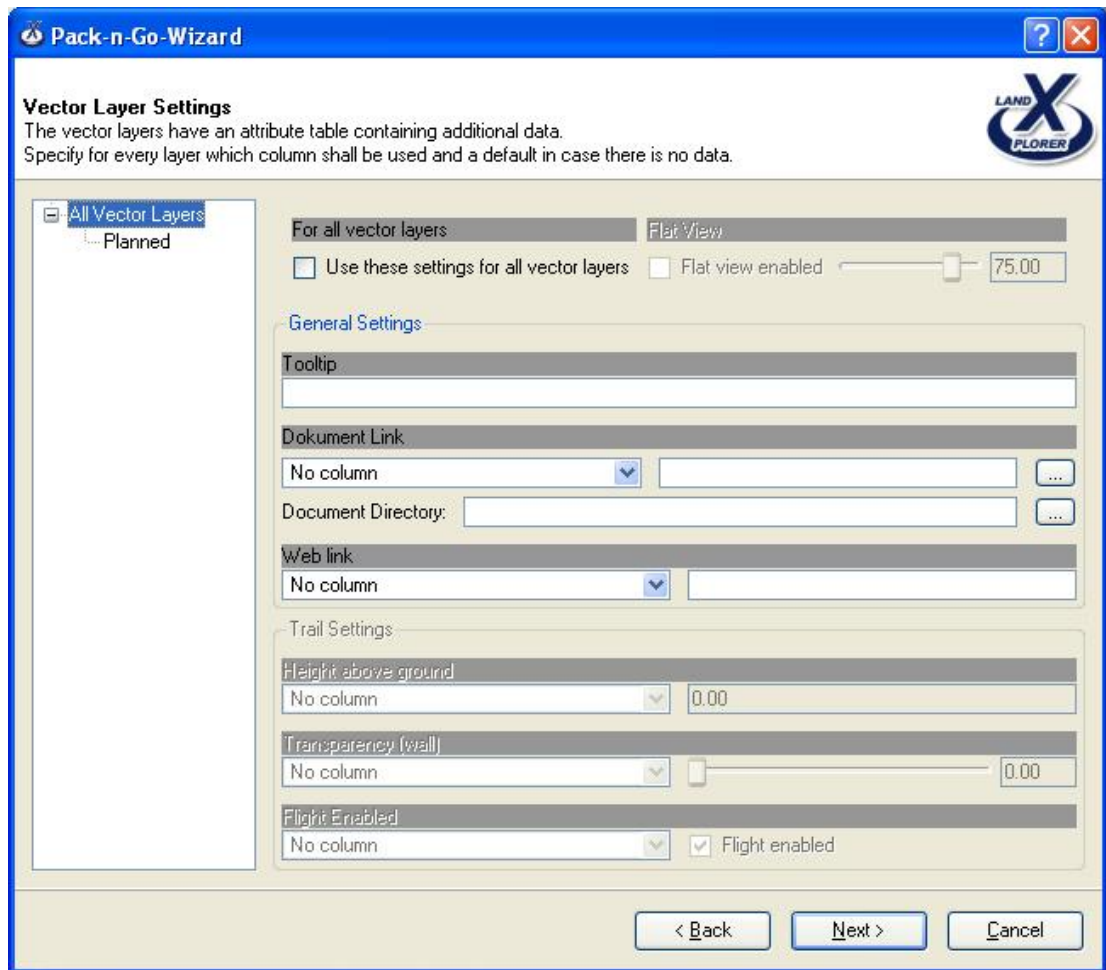 Pack-n-Go-Wizard
?
Vector Layer Settings
The vector layers have an attribute table containing additional data.
Specify for every layer which column shall be used and a default in case there is no data.
LAND
X
PLORER
All Vector Layers
Planned
For all vector layers
Flat View
Use these settings for all vector layers
Flat view enabled
75.00
General Settings
Tooltip
Dokument Link
No column
...
Document Directory:
...
Web link
No column
Trail Settings
Height above ground
No column
0.00
Transparency (wall)
No column
0.00
Flight Enabled
No column
Flight enabled
< Back
Next >
Cancel